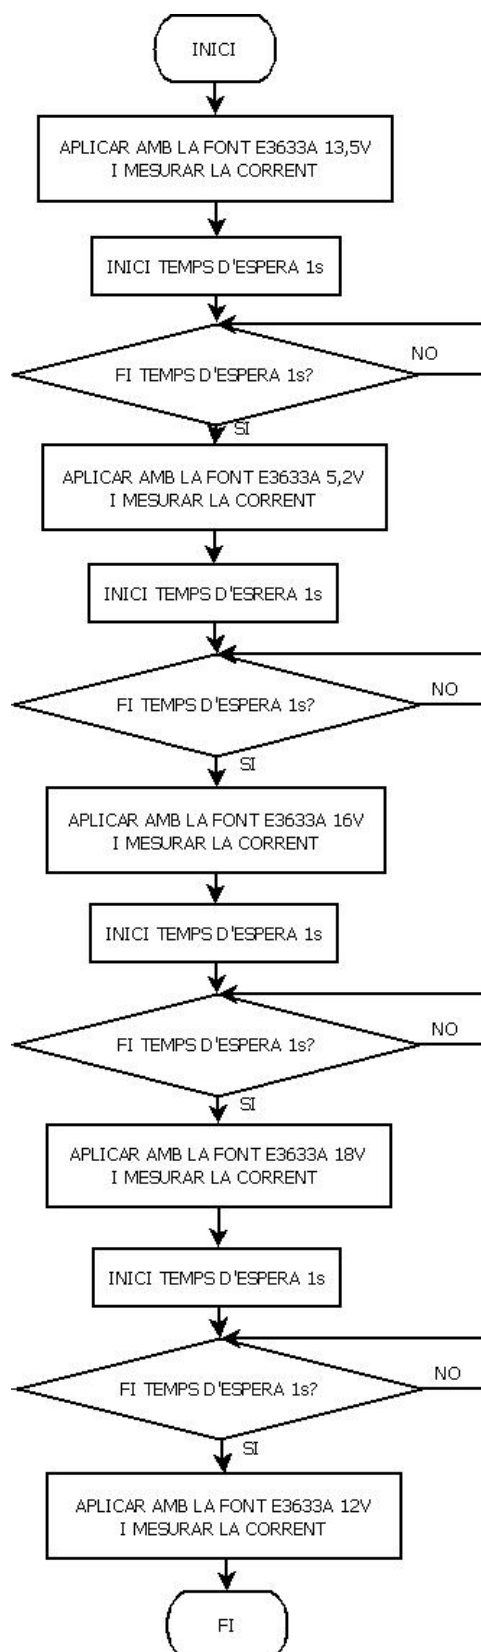 INICI
APLICAR AMB LA FONT E3633A 13,5V
I MESURAR LA CORRENT
INICI TEMPS D'ESPERA 1s
NO
FI TEMPS D'ESPERA 1s?
SI
APLICAR AMB LA FONT E3633A 5,2V
I MESURAR LA CORRENT
INICI TEMPS D'ESRERA 1s
NO
FI TEMPS D'ESPERA 1s?
SI
APLICAR AMB LA FONT E3633A 16V
I MESURAR LA CORRENT
INICI TEMPS D'ESPERA 1s
NO
FI TEMPS D'ESPERA 1s?
SI
APLICAR AMB LA FONT E3633A 18V
I MESURAR LA CORRENT
INICI TEMPS D'ESPERA 1s
NO
FI TEMPS D'ESPERA 1s?
SI
APLICAR AMB LA FONT E3633A 12V
I MESURAR LA CORRENT
FI